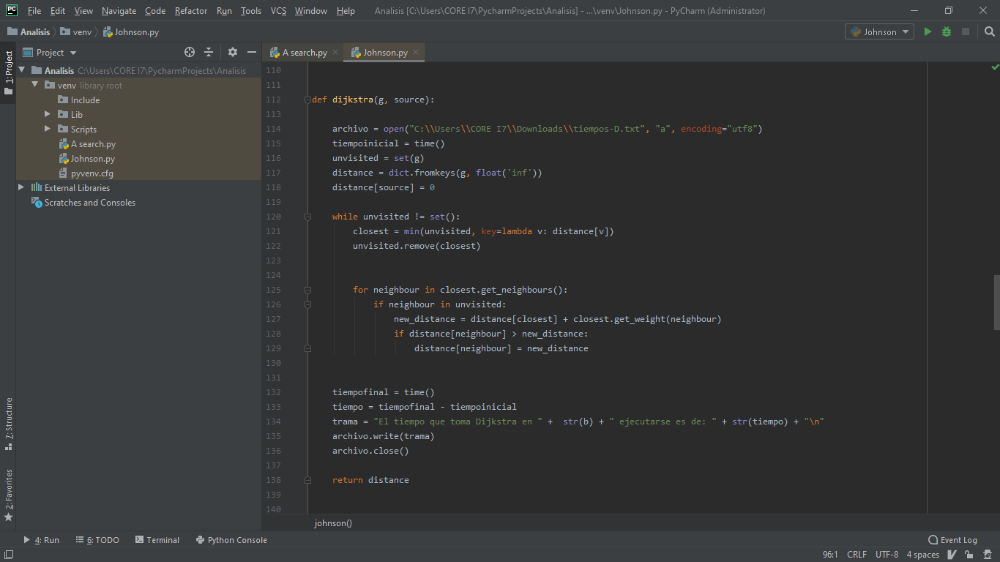 PC File Edit View Navigate Code Refactor Run Tools VCS Window Help Analisis [C:\Users\CORE I7\PycharmProjects\Analisis] - ...\venv\Johnson.py - PyCharm (Administrator)
Analisis venv Johnson.py Johnson
1: Project
Project
A search.py Johnson.py
Analisis C:\Users\CORE I7\PycharmProjects\Analisis
venv library root
Include
Lib
Scripts
A search.py
Johnson.py
pyvenv.cfg
External Libraries
Scratches and Consoles
7: Structure
2: Favorites
110
111
112 def dijkstra(g, source):
113
114 archivo = open("C:\\Users\\CORE I7\\Downloads\\tiempos-D.txt", "a", encoding="utf8")
115 tiempoinicial = time()
116 unvisited = set(g)
117 distance = dict.fromkeys(g, float('inf'))
118 distance[source] = 0
119
120 while unvisited != set():
121 closest = min(unvisited, key=lambda v: distance[v])
122 unvisited.remove(closest)
123
124
125 for neighbour in closest.get_neighbours():
126 if neighbour in unvisited:
127 new_distance = distance[closest] + closest.get_weight(neighbour)
128 if distance[neighbour] > new_distance:
129 distance[neighbour] = new_distance
130
131
132 tiempofinal = time()
133 tiempo = tiempofinal - tiempoinicial
134 trama = "El tiempo que toma Dijkstra en " +  str(b) + " ejecutarse es de: " + str(tiempo) + "\n"
135 archivo.write(trama)
136 archivo.close()
137
138 return distance
139
140
johnson()
4: Run 6: TODO Terminal Python Console Event Log
96:1 CRLF UTF-8 4 spaces